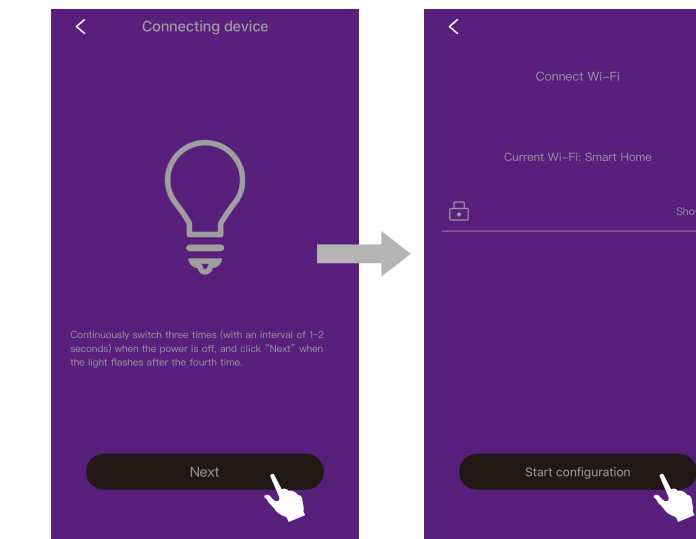 Connecting device
Continuously switch three times (with an interval of 1-2
seconds) when the power is off, and click "Next" when
the light flashes after the fourth time.
Next
Connect Wi-Fi
Current Wi-Fi: Smart Home
Sho
Start configuration